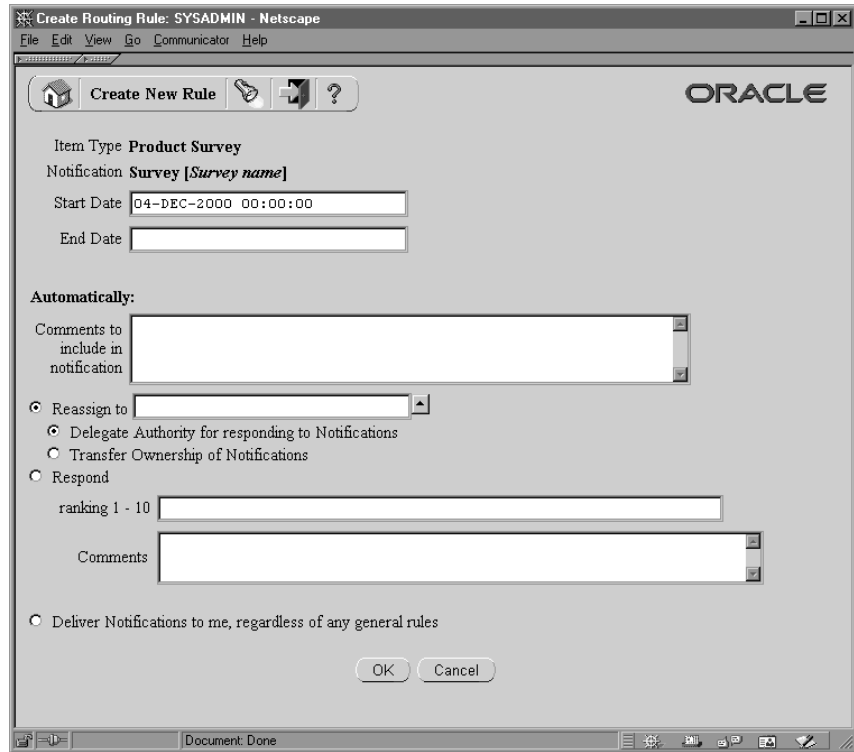 Create Routing Rule: SYSADMIN - Netscape
File Edit View Go Communicator Help
Create New Rule ?
ORACLE
Item Type Product Survey
Notification Survey [Survey name]
Start Date 04-DEC-2000 00:00:00
End Date
Automatically:
Comments to
include in
notification
Reassign to
Delegate Authority for responding to Notifications
Transfer Ownership of Notifications
Respond
ranking 1 - 10
Comments
Deliver Notifications to me, regardless of any general rules
OK Cancel
Document: Done